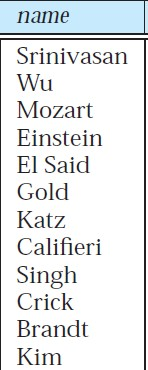 name
Srinivasan
Wu
Mozart
Einstein
El Said
Gold
Katz
Califieri
Singh
Crick
Brandt
Kim